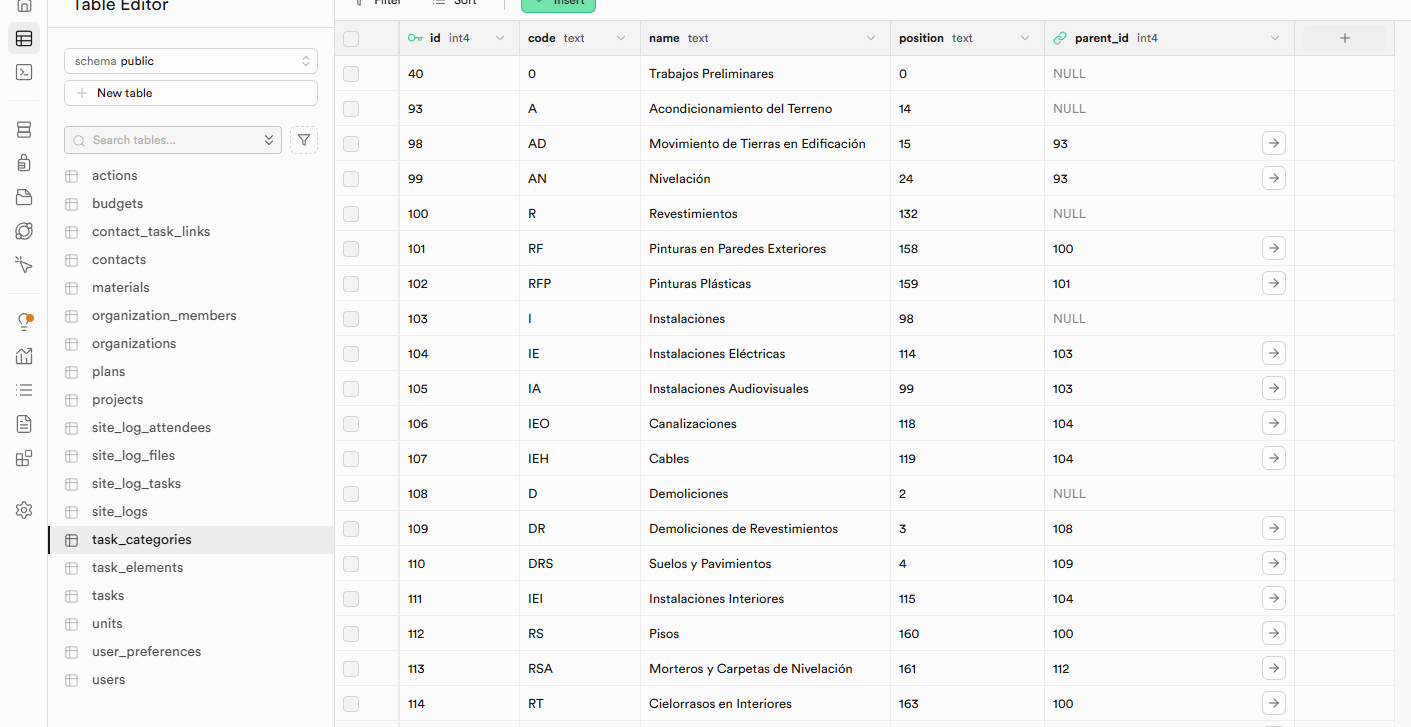 Table Editor
Filter Sort Insert
schema public
New table
Search tables...
actions
budgets
contact_task_links
contacts
materials
organization_members
organizations
plans
projects
site_log_attendees
site_log_files
site_log_tasks
site_logs
task_categories
task_elements
tasks
units
user_preferences
users
id int4 code text name text position text parent_id int4
40 0 Trabajos Preliminares 0 NULL
93 A Acondicionamiento del Terreno 14 NULL
98 AD Movimiento de Tierras en Edificación 15 93
99 AN Nivelación 24 93
100 R Revestimientos 132 NULL
101 RF Pinturas en Paredes Exteriores 158 100
102 RFP Pinturas Plásticas 159 101
103 I Instalaciones 98 NULL
104 IE Instalaciones Eléctricas 114 103
105 IA Instalaciones Audiovisuales 99 103
106 IEO Canalizaciones 118 104
107 IEH Cables 119 104
108 D Demoliciones 2 NULL
109 DR Demoliciones de Revestimientos 3 108
110 DRS Suelos y Pavimientos 4 109
111 IEI Instalaciones Interiores 115 104
112 RS Pisos 160 100
113 RSA Morteros y Carpetas de Nivelación 161 112
114 RT Cielorrasos en Interiores 163 100